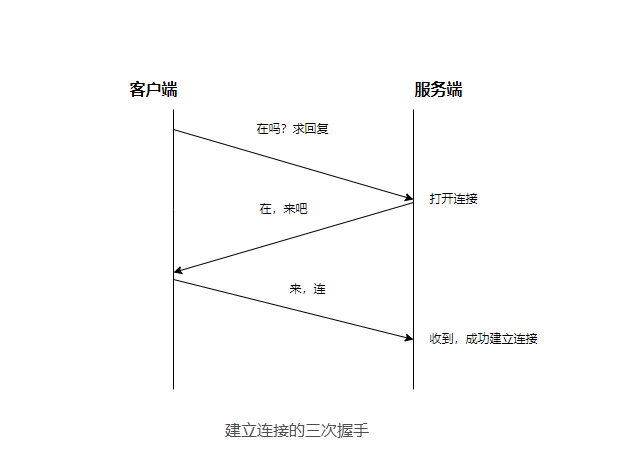 客户端
服务端
在吗？求回复
打开连接
在，来吧
来，连
收到，成功建立连接
建立连接的三次握手